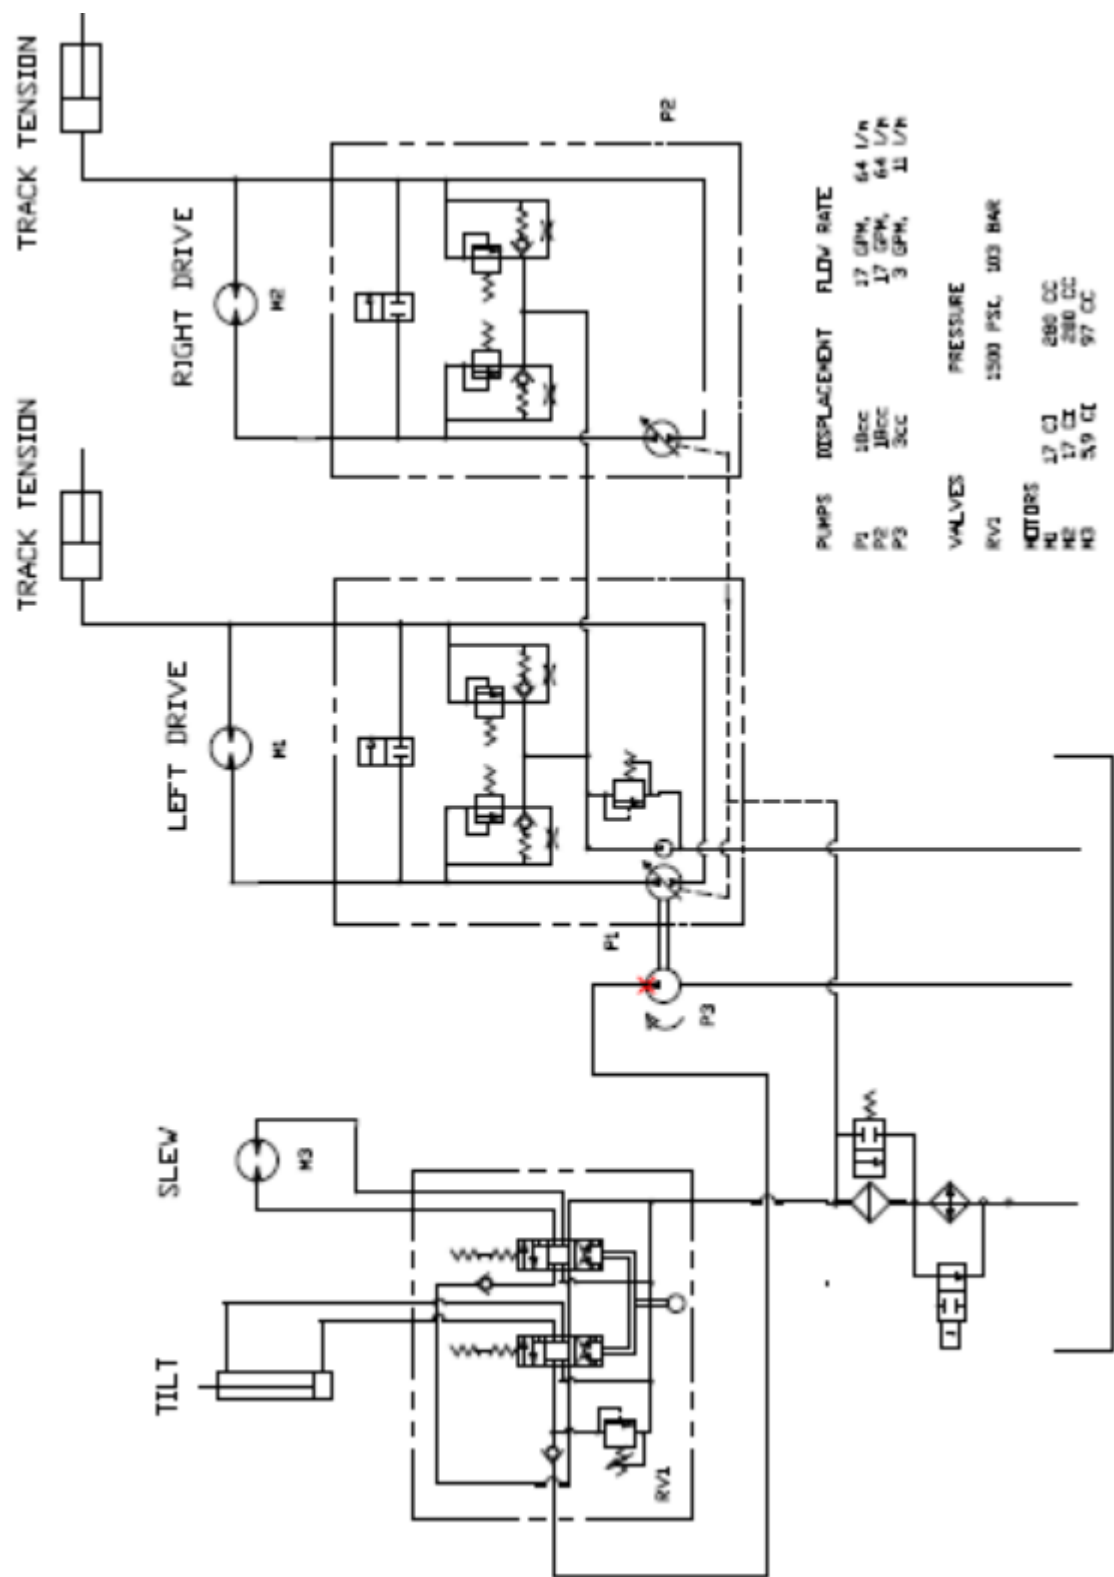 TRACK TENSION
TRACK TENSION
RIGHT DRIVE
LEFT DRIVE
SLEW
TILT
M2
M1
M3
P2
P1
P3
RV1
PUMPS DISPLACEMENT FLOW RATE
P1 18cc 17 GPM, 64 l/m
P2 18cc 17 GPM, 64 l/m
P3 3cc 3 GPM, 11 l/m
VALVES PRESSURE
RV1 1500 PSI, 103 BAR
MOTORS
M1 17 CI 280 CC
M2 17 CI 280 CC
M3 5.9 CI 97 CC